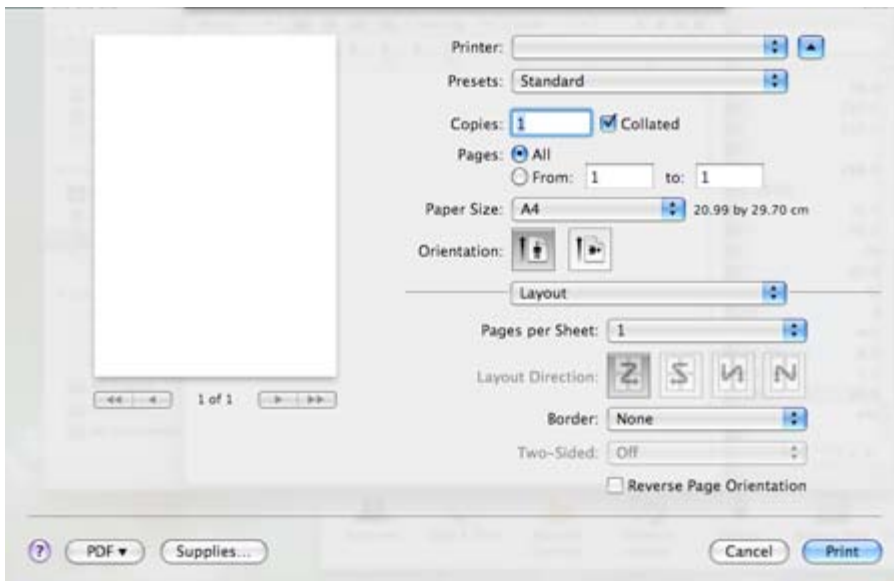 Printer:
Presets: Standard
Copies: 1 Collated
Pages: All
From: 1 to: 1
Paper Size: A4 20.99 by 29.70 cm
Orientation:
Layout
Pages per Sheet: 1
Layout Direction:
1 of 1
Border: None
Two-Sided: Off
Reverse Page Orientation
? PDF Supplies... Cancel Print